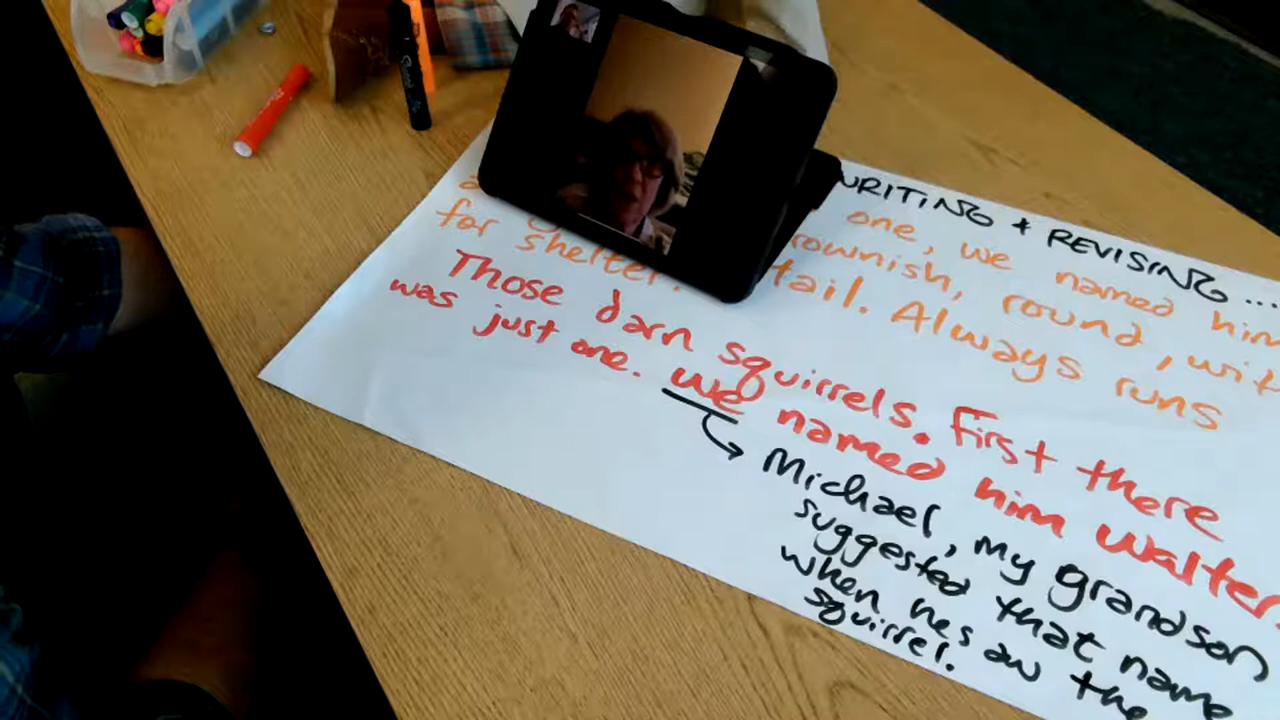 WRITING + REVISING...
one, we named him
rownish, round, wit
for shelter. tail. Always runs
Those darn squirrels. First there
was just one. we named him Walter.
Michael, my grandson
suggested that name
when he saw the
squirrel.